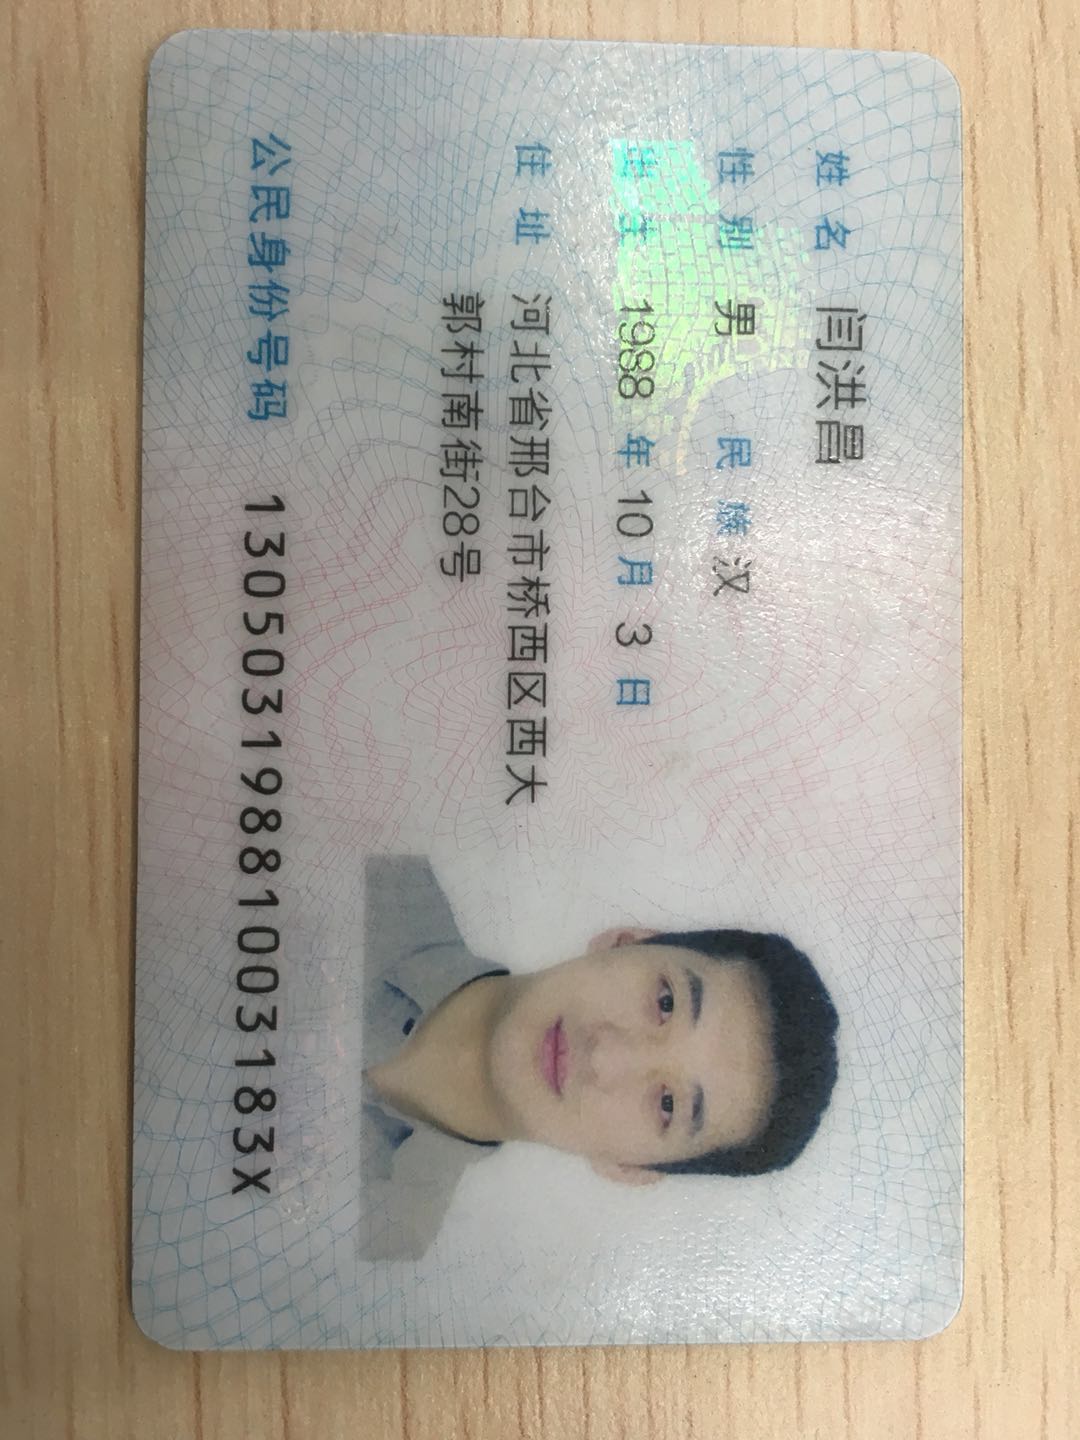 姓名 闫洪昌
性别 男 民族 汉
出生 1988 年 10 月 3 日
住址 河北省邢台市桥西区西大
郭村南街28号
公民身份号码 13050319881003183X